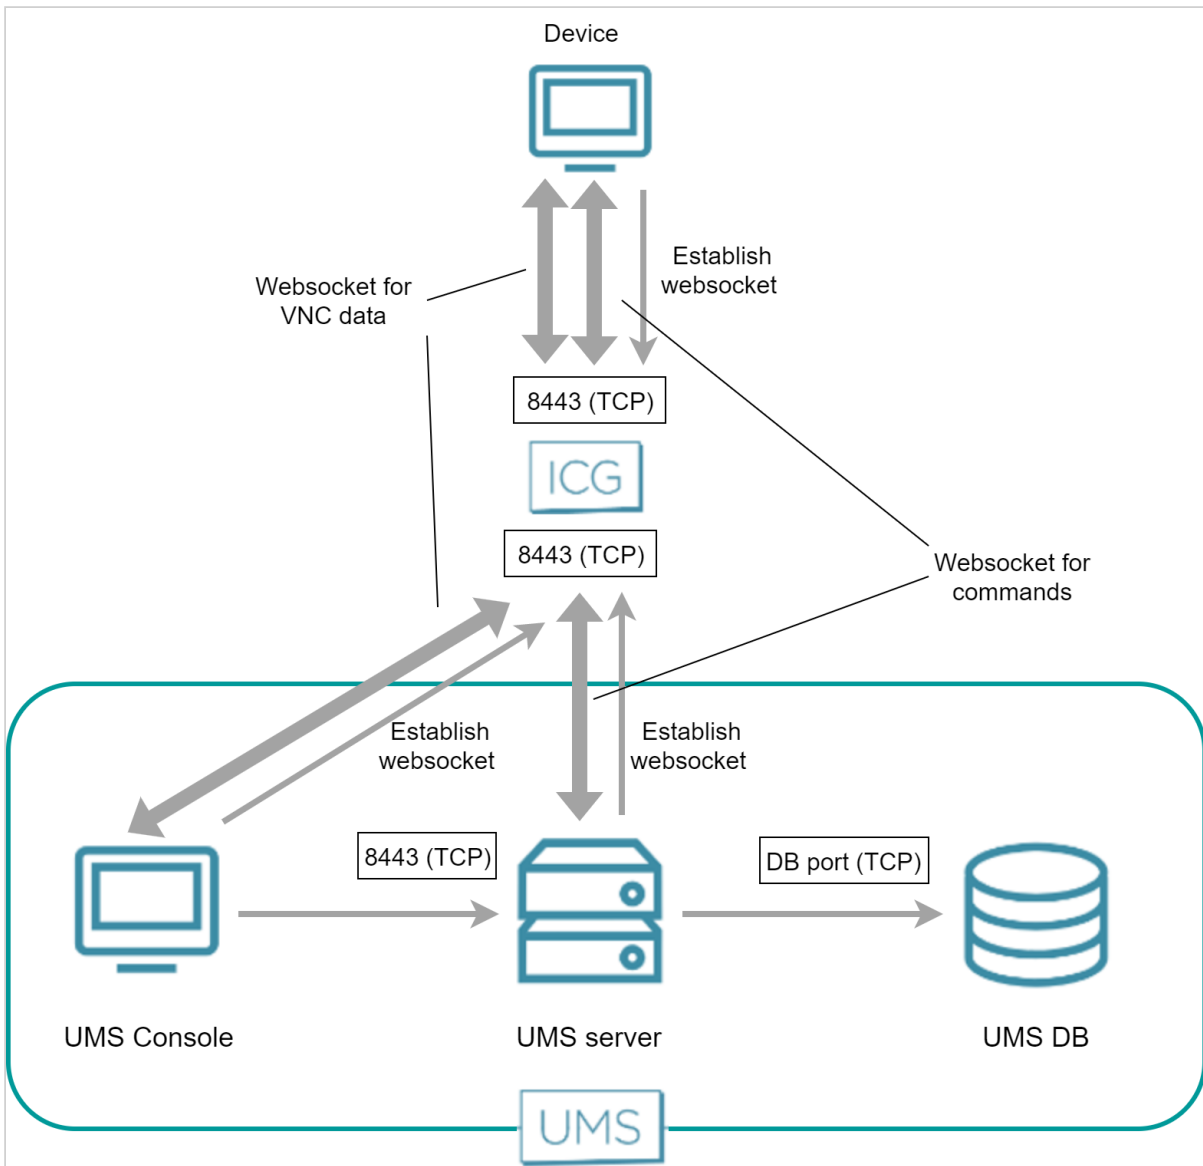 Device
Establish
websocket
Websocket for
VNC data
8443 (TCP)
ICG
8443 (TCP)
Websocket for
commands
Establish
websocket
Establish
websocket
8443 (TCP)
DB port (TCP)
UMS Console
UMS server
UMS DB
UMS